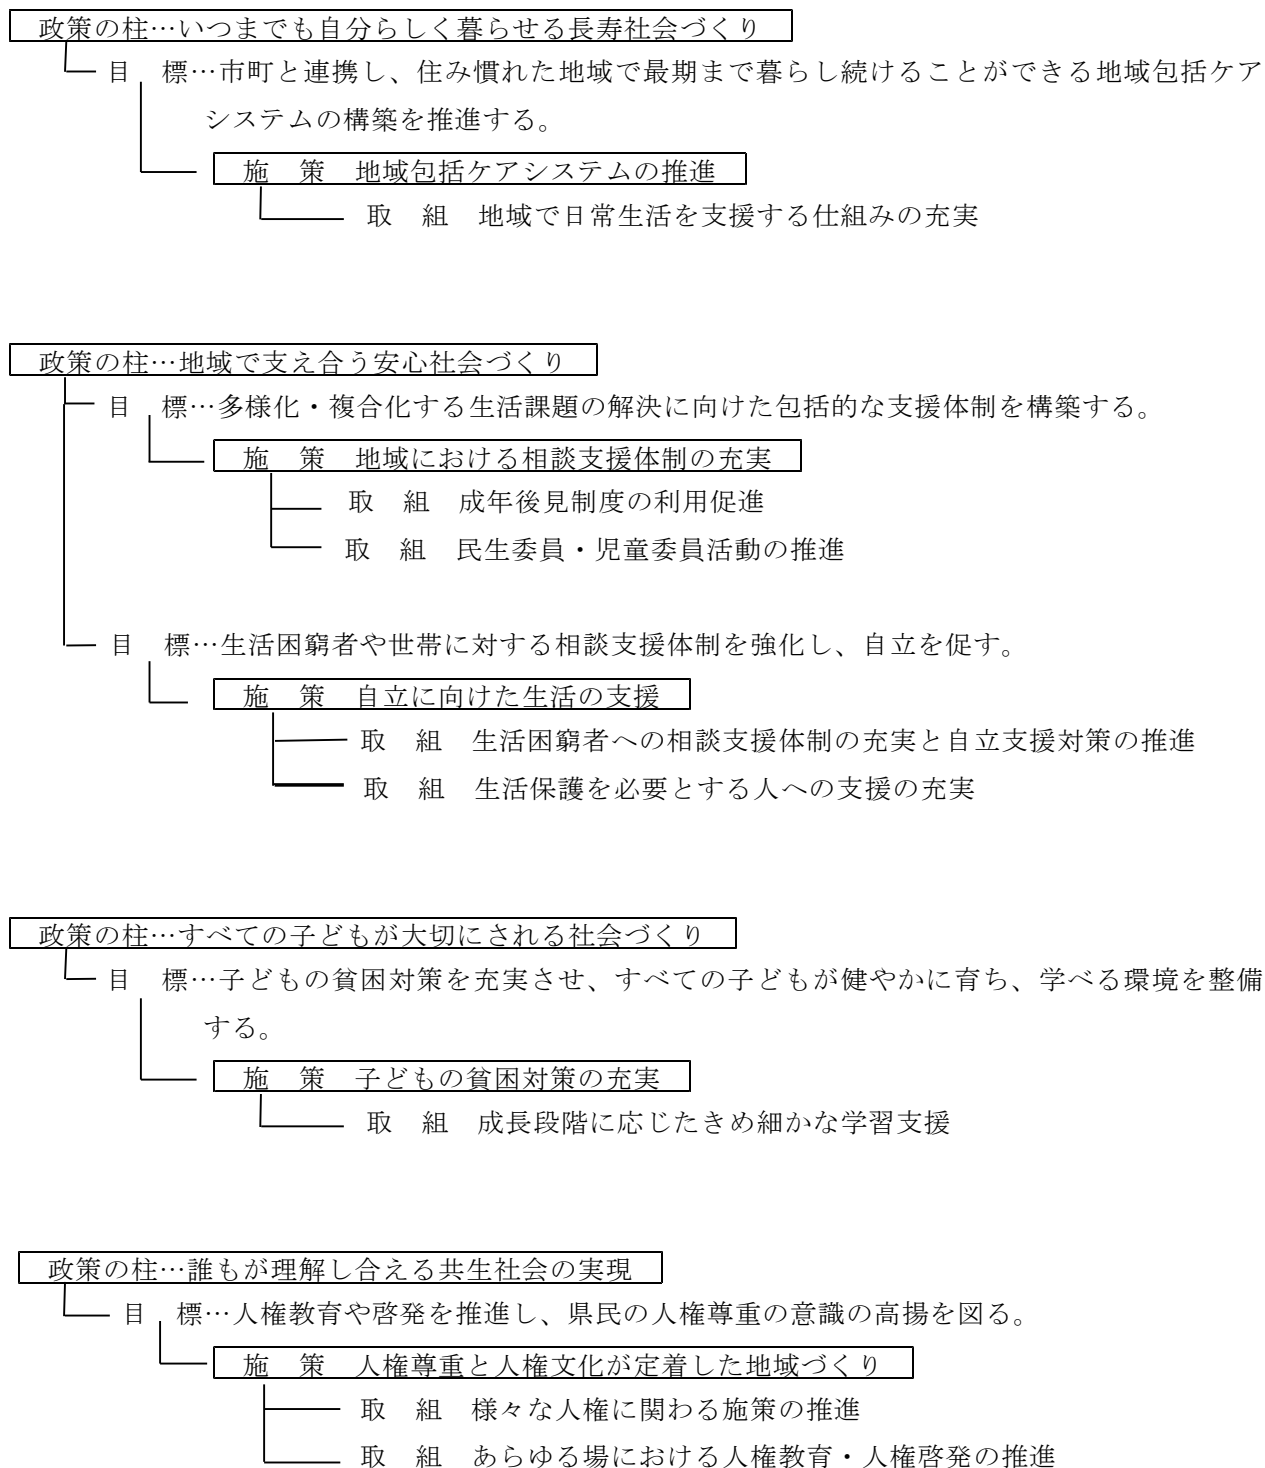 政策の柱…いつまでも自分らしく暮らせる長寿社会づくり
目　標…市町と連携し、住み慣れた地域で最期まで暮らし続けることができる地域包括ケア
システムの構築を推進する。
施　策　地域包括ケアシステムの推進
取　組　地域で日常生活を支援する仕組みの充実
政策の柱…地域で支え合う安心社会づくり
目　標…多様化・複合化する生活課題の解決に向けた包括的な支援体制を構築する。
施　策　地域における相談支援体制の充実
取　組　成年後見制度の利用促進
取　組　民生委員・児童委員活動の推進
目　標…生活困窮者や世帯に対する相談支援体制を強化し、自立を促す。
施　策　自立に向けた生活の支援
取　組　生活困窮者への相談支援体制の充実と自立支援対策の推進
取　組　生活保護を必要とする人への支援の充実
政策の柱…すべての子どもが大切にされる社会づくり
目　標…子どもの貧困対策を充実させ、すべての子どもが健やかに育ち、学べる環境を整備
する。
施　策　子どもの貧困対策の充実
取　組　成長段階に応じたきめ細かな学習支援
政策の柱…誰もが理解し合える共生社会の実現
目　標…人権教育や啓発を推進し、県民の人権尊重の意識の高揚を図る。
施　策　人権尊重と人権文化が定着した地域づくり
取　組　様々な人権に関わる施策の推進
取　組　あらゆる場における人権教育・人権啓発の推進